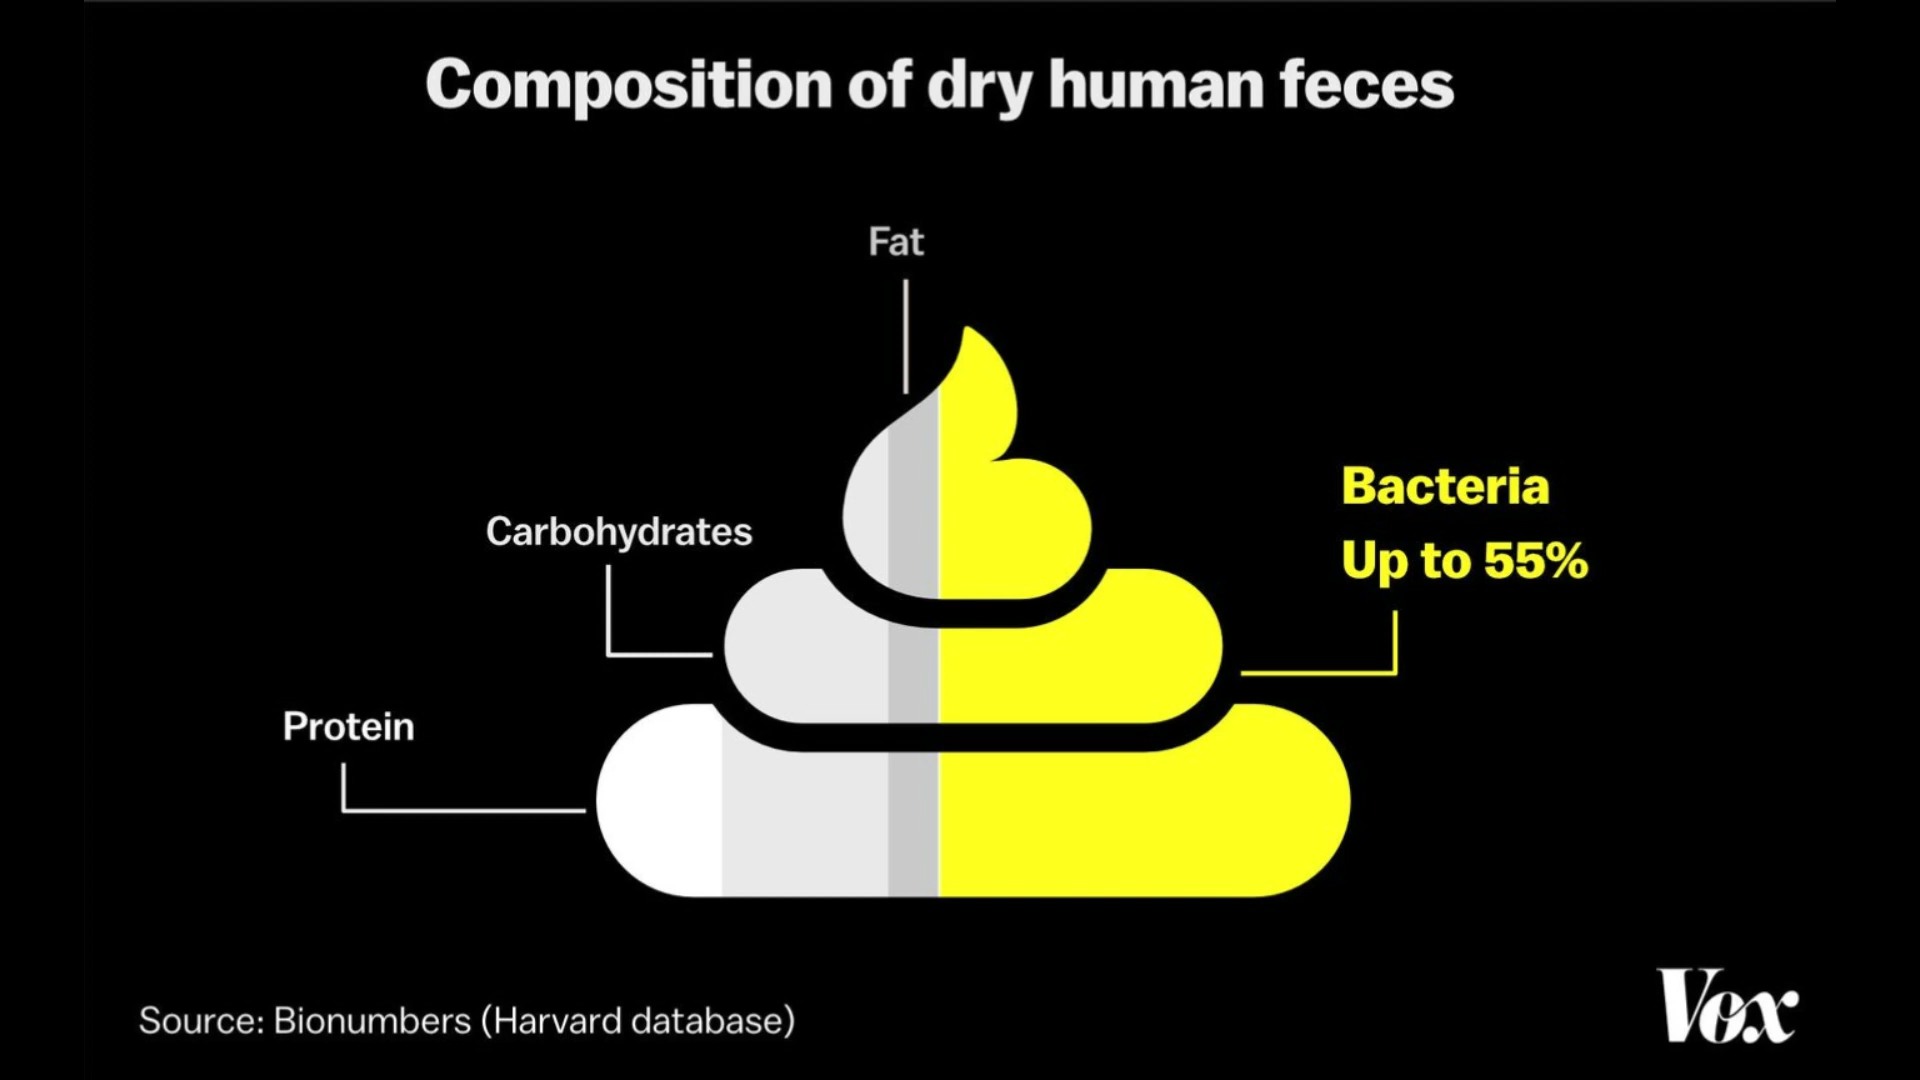 Composition of dry human feces
Fat
Carbohydrates
Protein
Bacteria
Up to 55%
Source: Bionumbers (Harvard database)
Vox